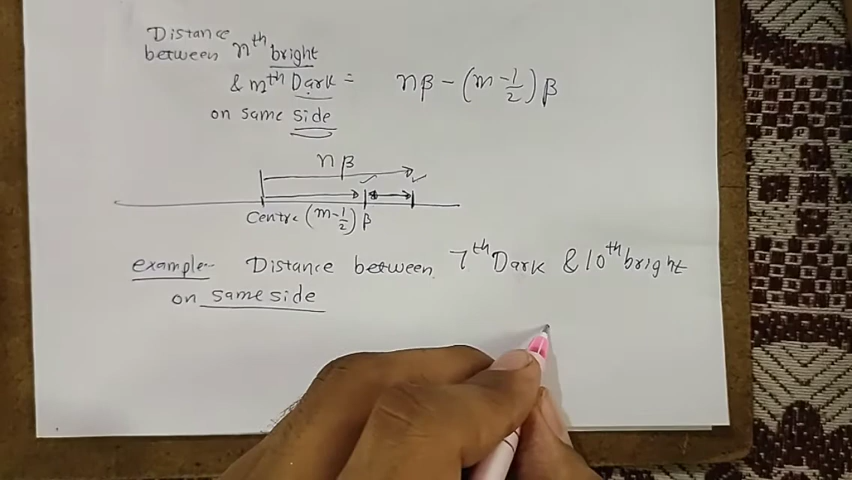 Distance
between nth bright
& mth Dark = nβ - (m - 1/2) β
on same side
nβ
Centre (m - 1/2) β
example- Distance between 7th Dark & 10th bright
on same side